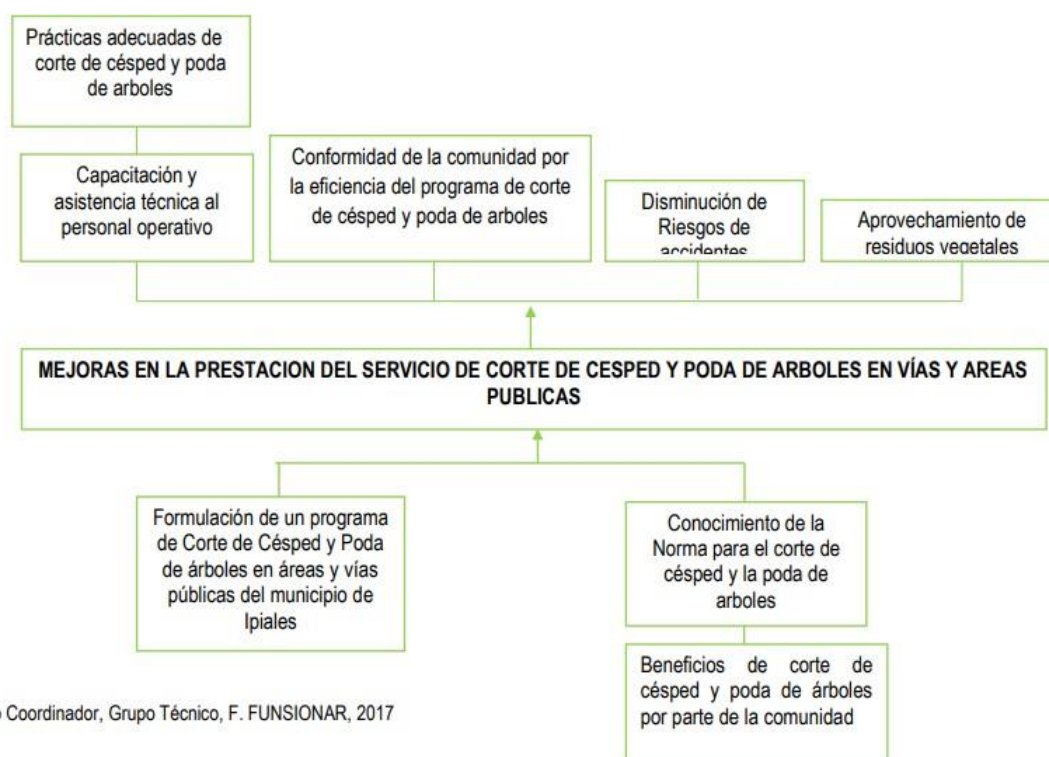 Prácticas adecuadas de
corte de césped y poda
de arboles
Capacitación y
asistencia técnica al
personal operativo
Conformidad de la comunidad por
la eficiencia del programa de corte
de césped y poda de arboles
Disminución de
Riesgos de
accidentes
Aprovechamiento de
residuos vegetales
MEJORAS EN LA PRESTACION DEL SERVICIO DE CORTE DE CESPED Y PODA DE ARBOLES EN VÍAS Y AREAS
PUBLICAS
Formulación de un programa
de Corte de Césped y Poda
de árboles en áreas y vías
públicas del municipio de
Ipiales
Conocimiento de la
Norma para el corte de
césped y la poda de
arboles
Beneficios de corte de
césped y poda de árboles
por parte de la comunidad
Coordinador, Grupo Técnico, F. FUNSIONAR, 2017